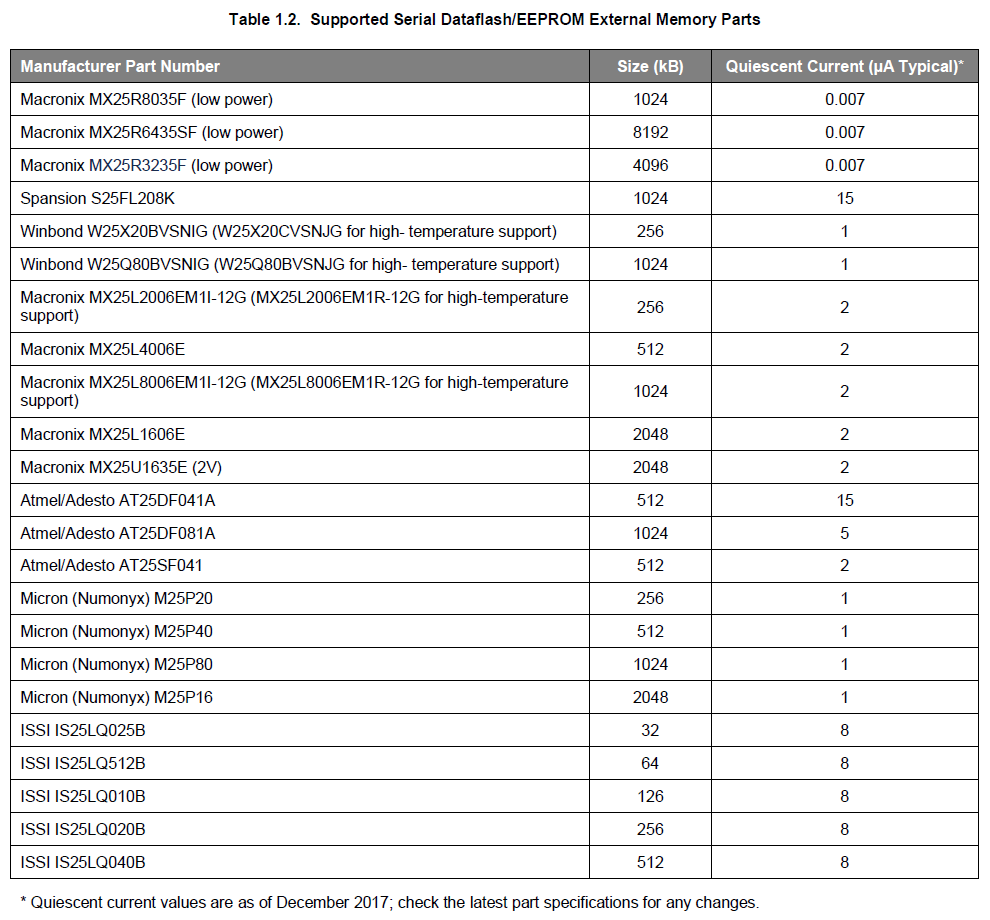 Table 1.2. Supported Serial Dataflash/EEPROM External Memory Parts
Manufacturer Part Number Size (kB) Quiescent Current (µA Typical)*
Macronix MX25R8035F (low power) 1024 0.007
Macronix MX25R6435SF (low power) 8192 0.007
Macronix MX25R3235F (low power) 4096 0.007
Spansion S25FL208K 1024 15
Winbond W25X20BVSNIG (W25X20CVSNJG for high- temperature support) 256 1
Winbond W25Q80BVSNIG (W25Q80BVSNJG for high- temperature support) 1024 1
Macronix MX25L2006EM1I-12G (MX25L2006EM1R-12G for high-temperature
support) 256 2
Macronix MX25L4006E 512 2
Macronix MX25L8006EM1I-12G (MX25L8006EM1R-12G for high-temperature
support) 1024 2
Macronix MX25L1606E 2048 2
Macronix MX25U1635E (2V) 2048 2
Atmel/Adesto AT25DF041A 512 15
Atmel/Adesto AT25DF081A 1024 5
Atmel/Adesto AT25SF041 512 2
Micron (Numonyx) M25P20 256 1
Micron (Numonyx) M25P40 512 1
Micron (Numonyx) M25P80 1024 1
Micron (Numonyx) M25P16 2048 1
ISSI IS25LQ025B 32 8
ISSI IS25LQ512B 64 8
ISSI IS25LQ010B 126 8
ISSI IS25LQ020B 256 8
ISSI IS25LQ040B 512 8
* Quiescent current values are as of December 2017; check the latest part specifications for any changes.